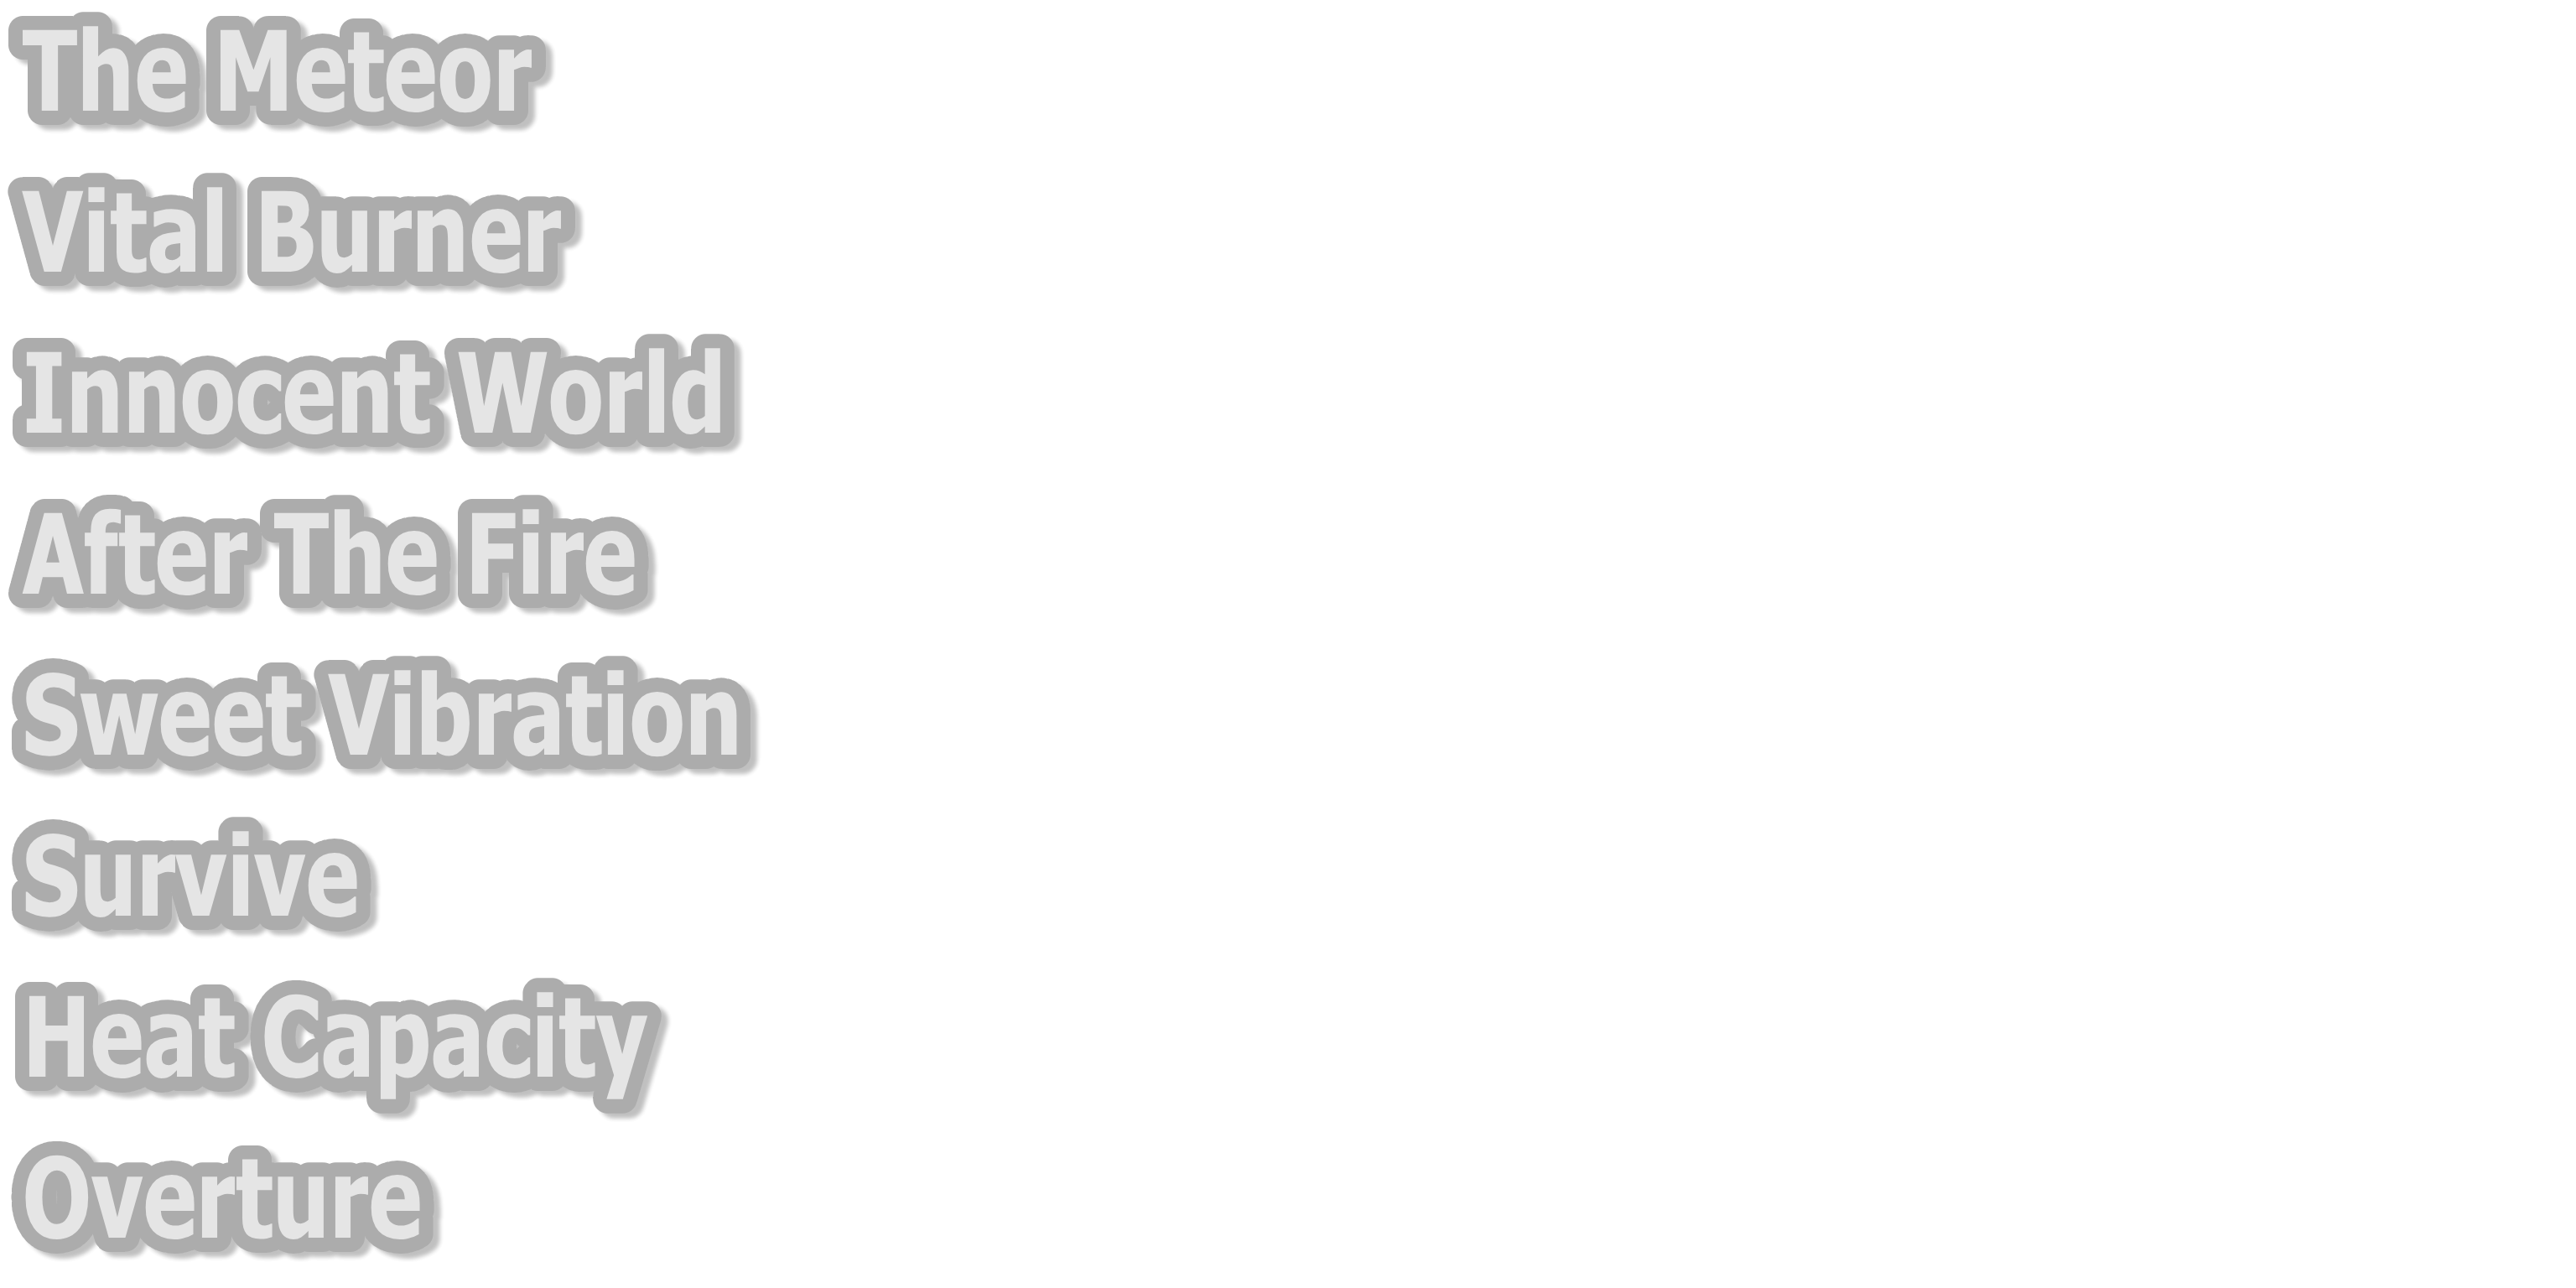 The Meteor
Vital Burner
Innocent World
After The Fire
Sweet Vibration
Survive
Heat Capacity
Overture